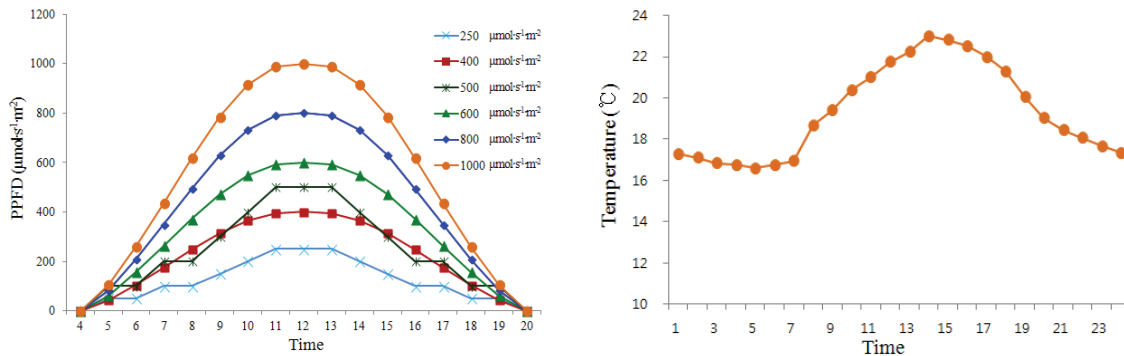 1200
1000
800
600
400
200
0
PPFD (μmol·s⁻¹·m⁻²)
4 5 6 7 8 9 10 11 12 13 14 15 16 17 18 19 20
Time
250 μmol·s⁻¹·m⁻²
400 μmol·s⁻¹·m⁻²
500 μmol·s⁻¹·m⁻²
600 μmol·s⁻¹·m⁻²
800 μmol·s⁻¹·m⁻²
1000 μmol·s⁻¹·m⁻²
24
22
20
18
16
14
12
10
Temperature (℃)
1 3 5 7 9 11 13 15 17 19 21 23
Time